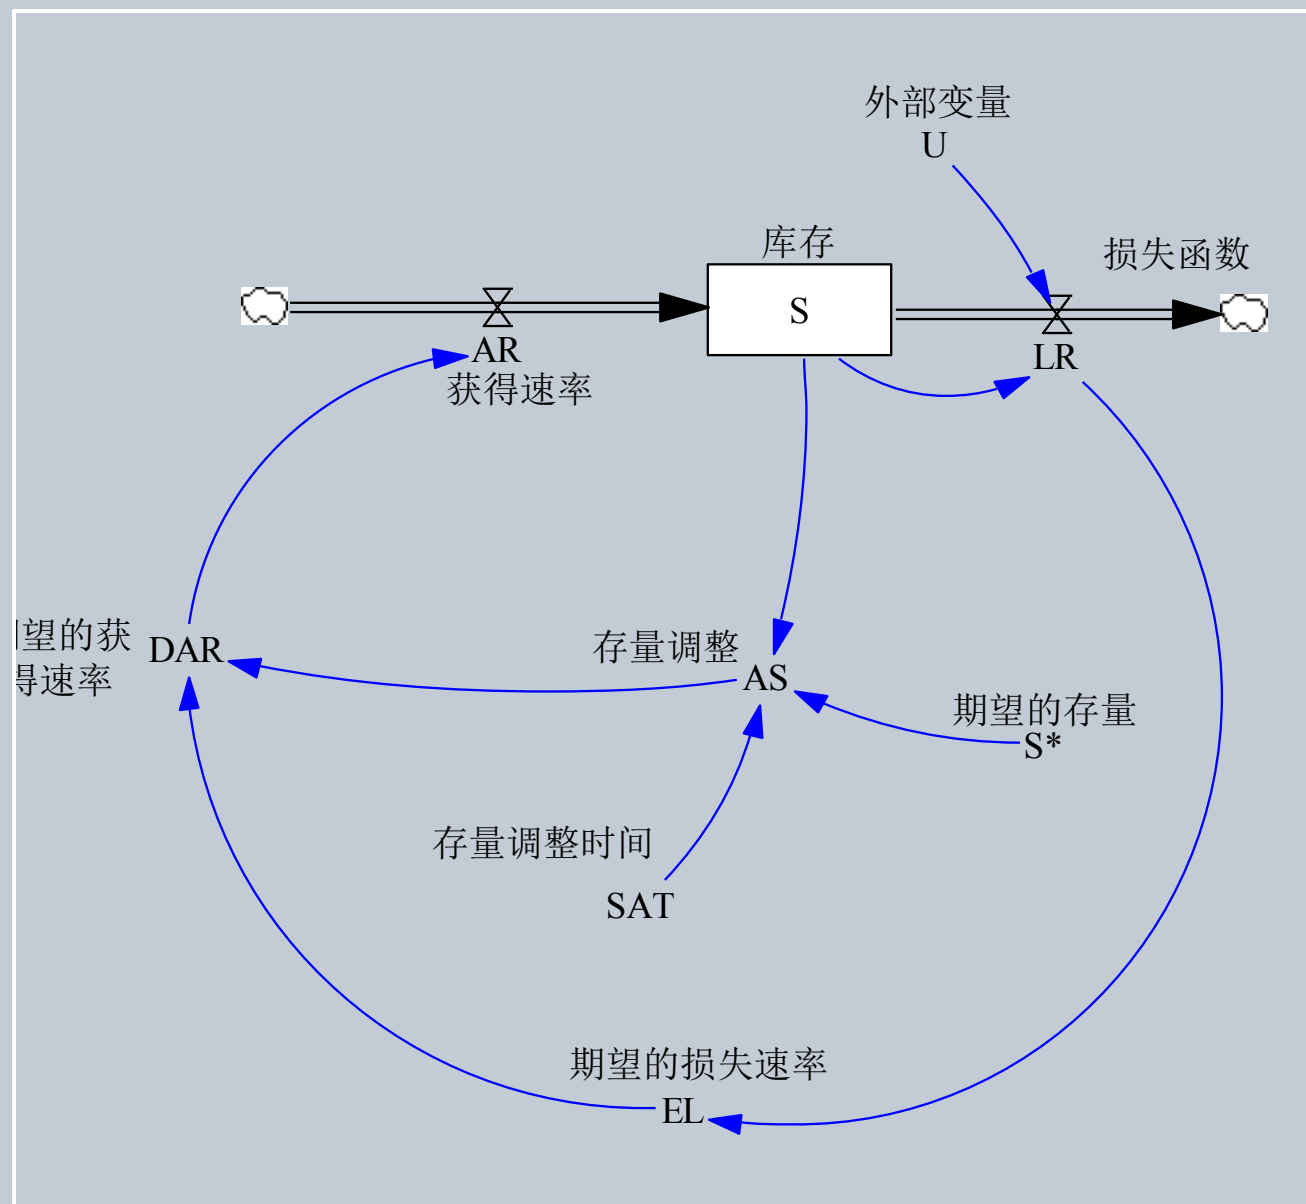 外部变量
U
库存
损失函数
S
AR
获得速率
LR
望的获
得速率
DAR
存量调整
AS
期望的存量
S*
存量调整时间
SAT
期望的损失速率
EL